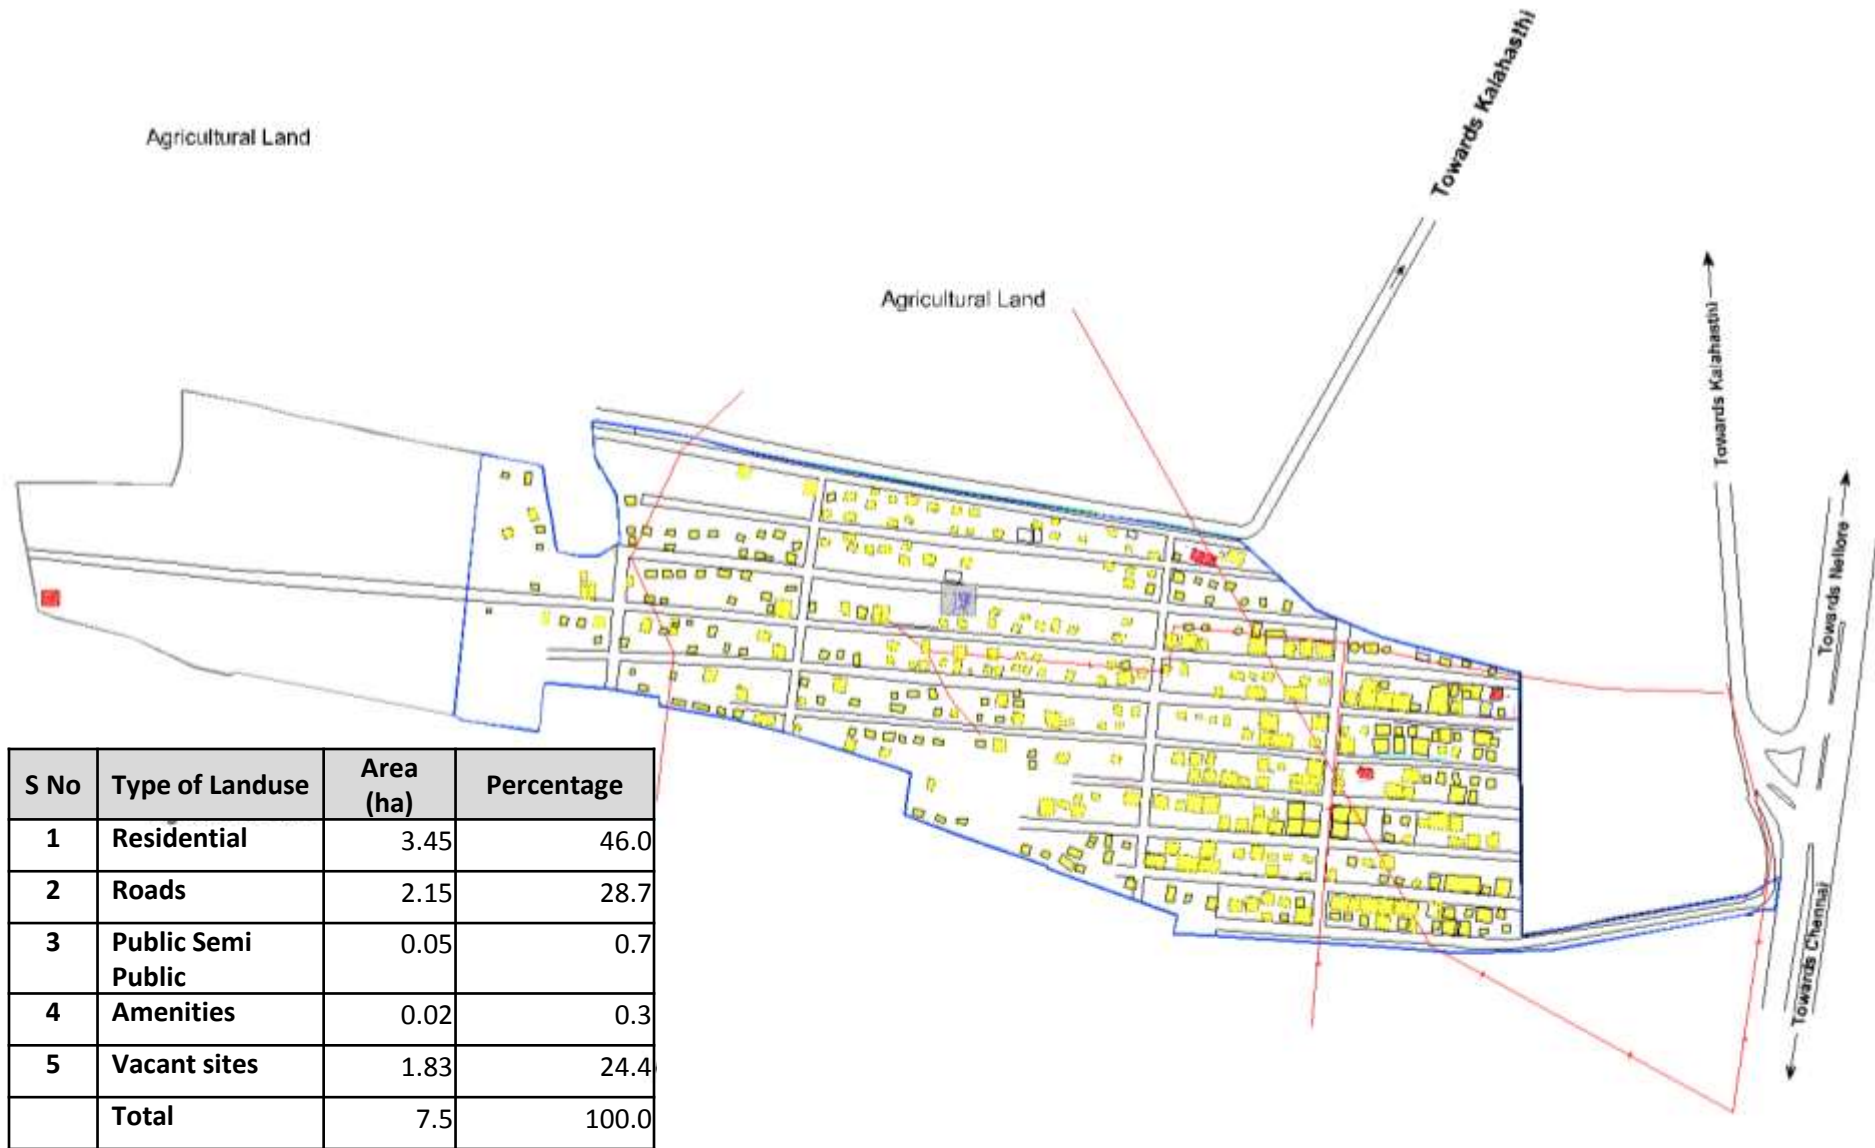 Agricultural Land
Towards Kalahasthi
Agricultural Land
Towards Kalahasthi
Towards Nellore
Towards Channai
S No Type of Landuse Area (ha) Percentage
1 Residential 3.45 46.0
2 Roads 2.15 28.7
3 Public Semi Public 0.05 0.7
4 Amenities 0.02 0.3
5 Vacant sites 1.83 24.4
Total 7.5 100.0